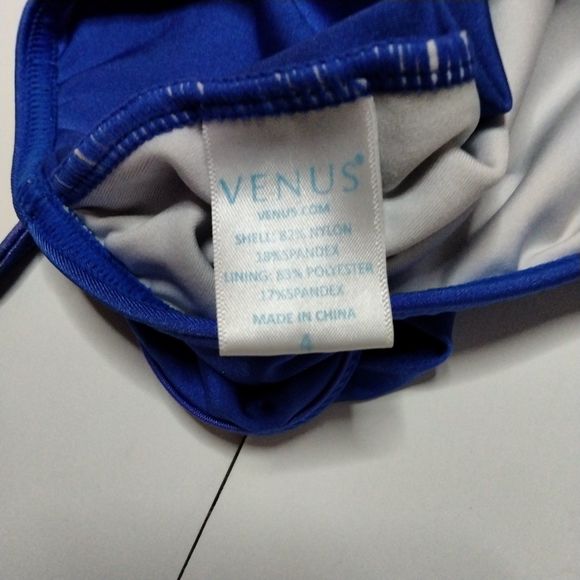 VENUS®
VENUS.COM
SHELL: 82% NYLON
18%SPANDEX
LINING: 83% POLYESTER
17%SPANDEX
MADE IN CHINA
4